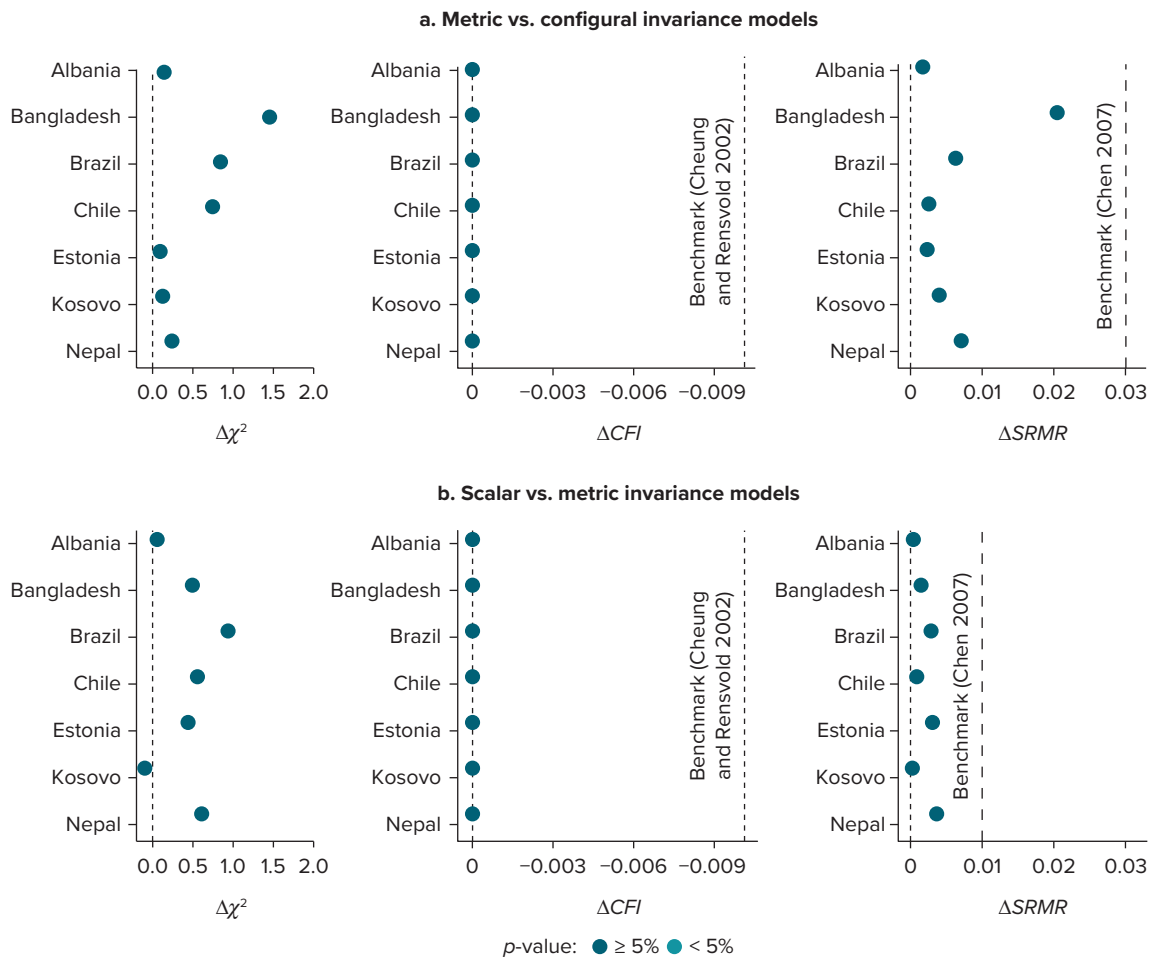 a. Metric vs. configural invariance models
Albania
Bangladesh
Brazil
Chile
Estonia
Kosovo
Nepal
0.0 0.5 1.0 1.5 2.0
Δχ²
Albania
Bangladesh
Brazil
Chile
Estonia
Kosovo
Nepal
Benchmark (Cheung
and Rensvold 2002)
0 −0.003 −0.006 −0.009
ΔCFI
Albania
Bangladesh
Brazil
Chile
Estonia
Kosovo
Nepal
Benchmark (Chen 2007)
0 0.01 0.02 0.03
ΔSRMR
b. Scalar vs. metric invariance models
Albania
Bangladesh
Brazil
Chile
Estonia
Kosovo
Nepal
0.0 0.5 1.0 1.5 2.0
Δχ²
Albania
Bangladesh
Brazil
Chile
Estonia
Kosovo
Nepal
Benchmark (Cheung
and Rensvold 2002)
0 −0.003 −0.006 −0.009
ΔCFI
Albania
Bangladesh
Brazil
Chile
Estonia
Kosovo
Nepal
Benchmark (Chen 2007)
0 0.01 0.02 0.03
ΔSRMR
p-value: ≥ 5% < 5%